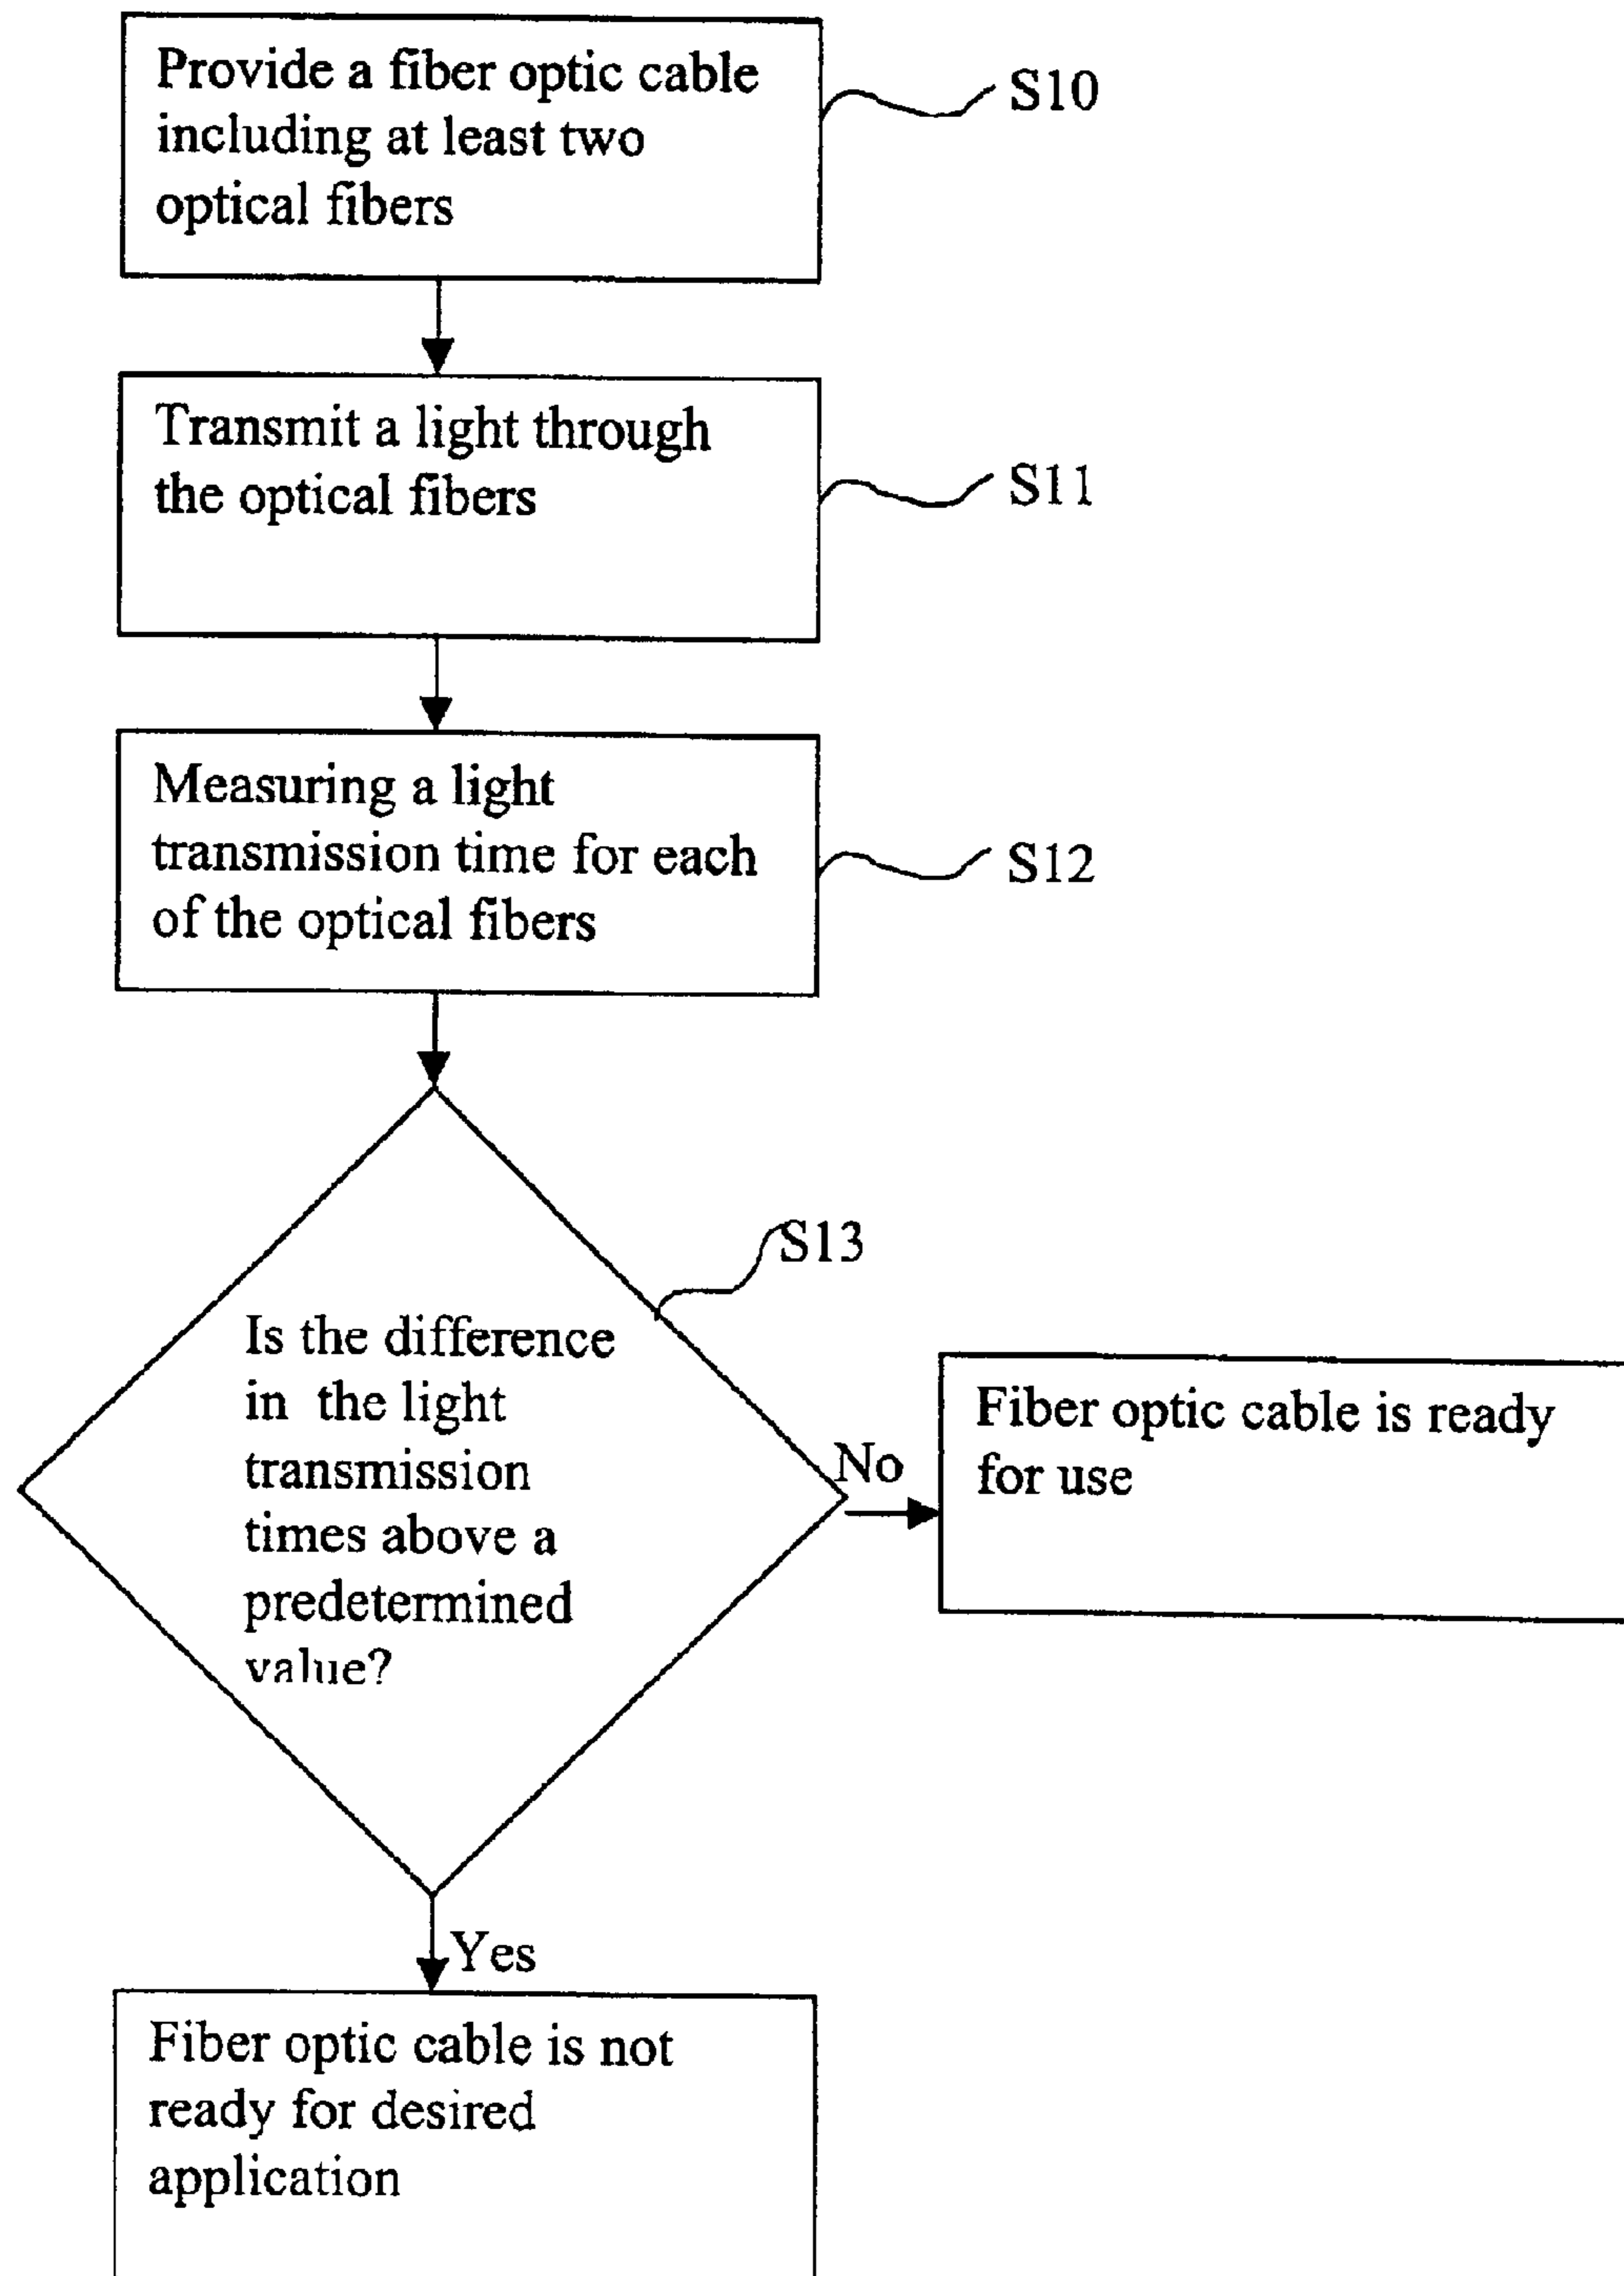 Provide a fiber optic cable
including at least two
optical fibers
S10
Transmit a light through
the optical fibers
S11
Measuring a light
transmission time for each
of the optical fibers
S12
S13
Is the difference
in the light
transmission
times above a
predetermined
value?
No
Fiber optic cable is ready
for use
Yes
Fiber optic cable is not
ready for desired
application